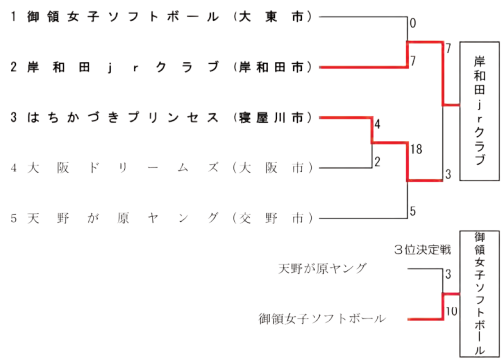 1 御領女子ソフトボール (大東市)
0
7
2 岸和田jrクラブ (岸和田市)
7
岸和田jrクラブ
3 はちかづきプリンセス (寝屋川市)
4
18
4 大阪ドリームズ (大阪市)
2
3
5 天野が原ヤング (交野市)
5
3位決定戦
天野が原ヤング
3
御領女子ソフトボール
10
御領女子ソフトボール